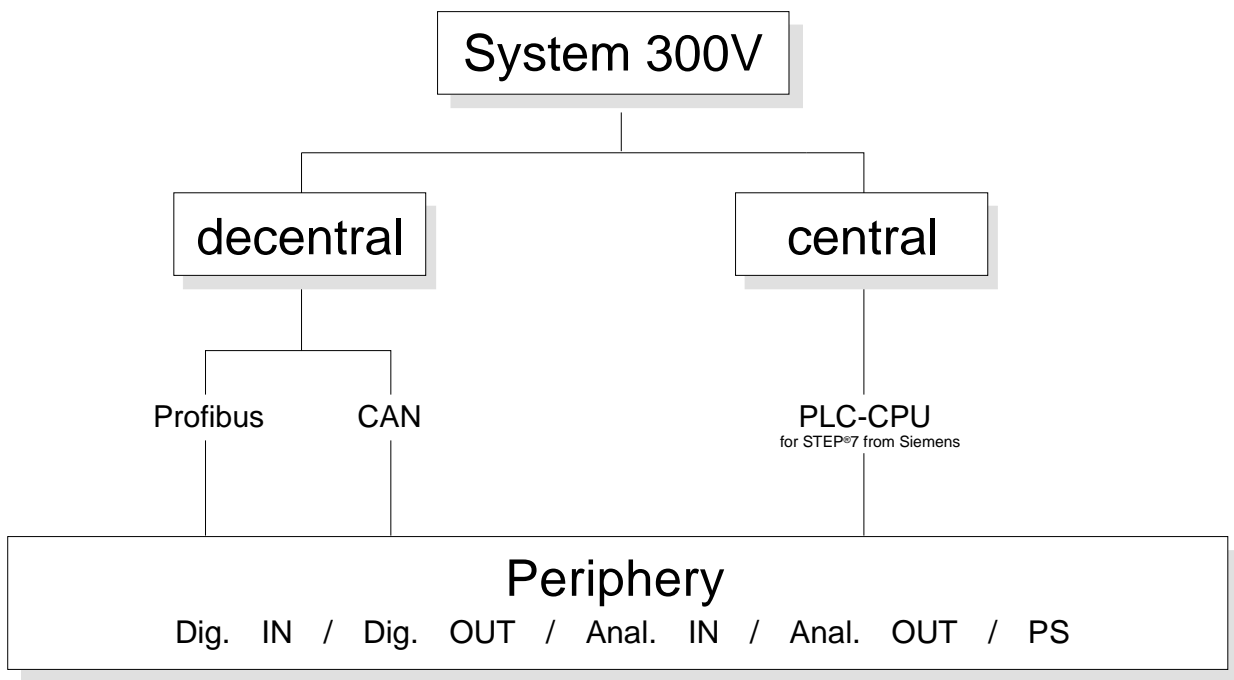 System 300V
decentral
central
Profibus
CAN
PLC-CPU
for STEP®7 from Siemens
Periphery
Dig. IN / Dig. OUT / Anal. IN / Anal. OUT / PS